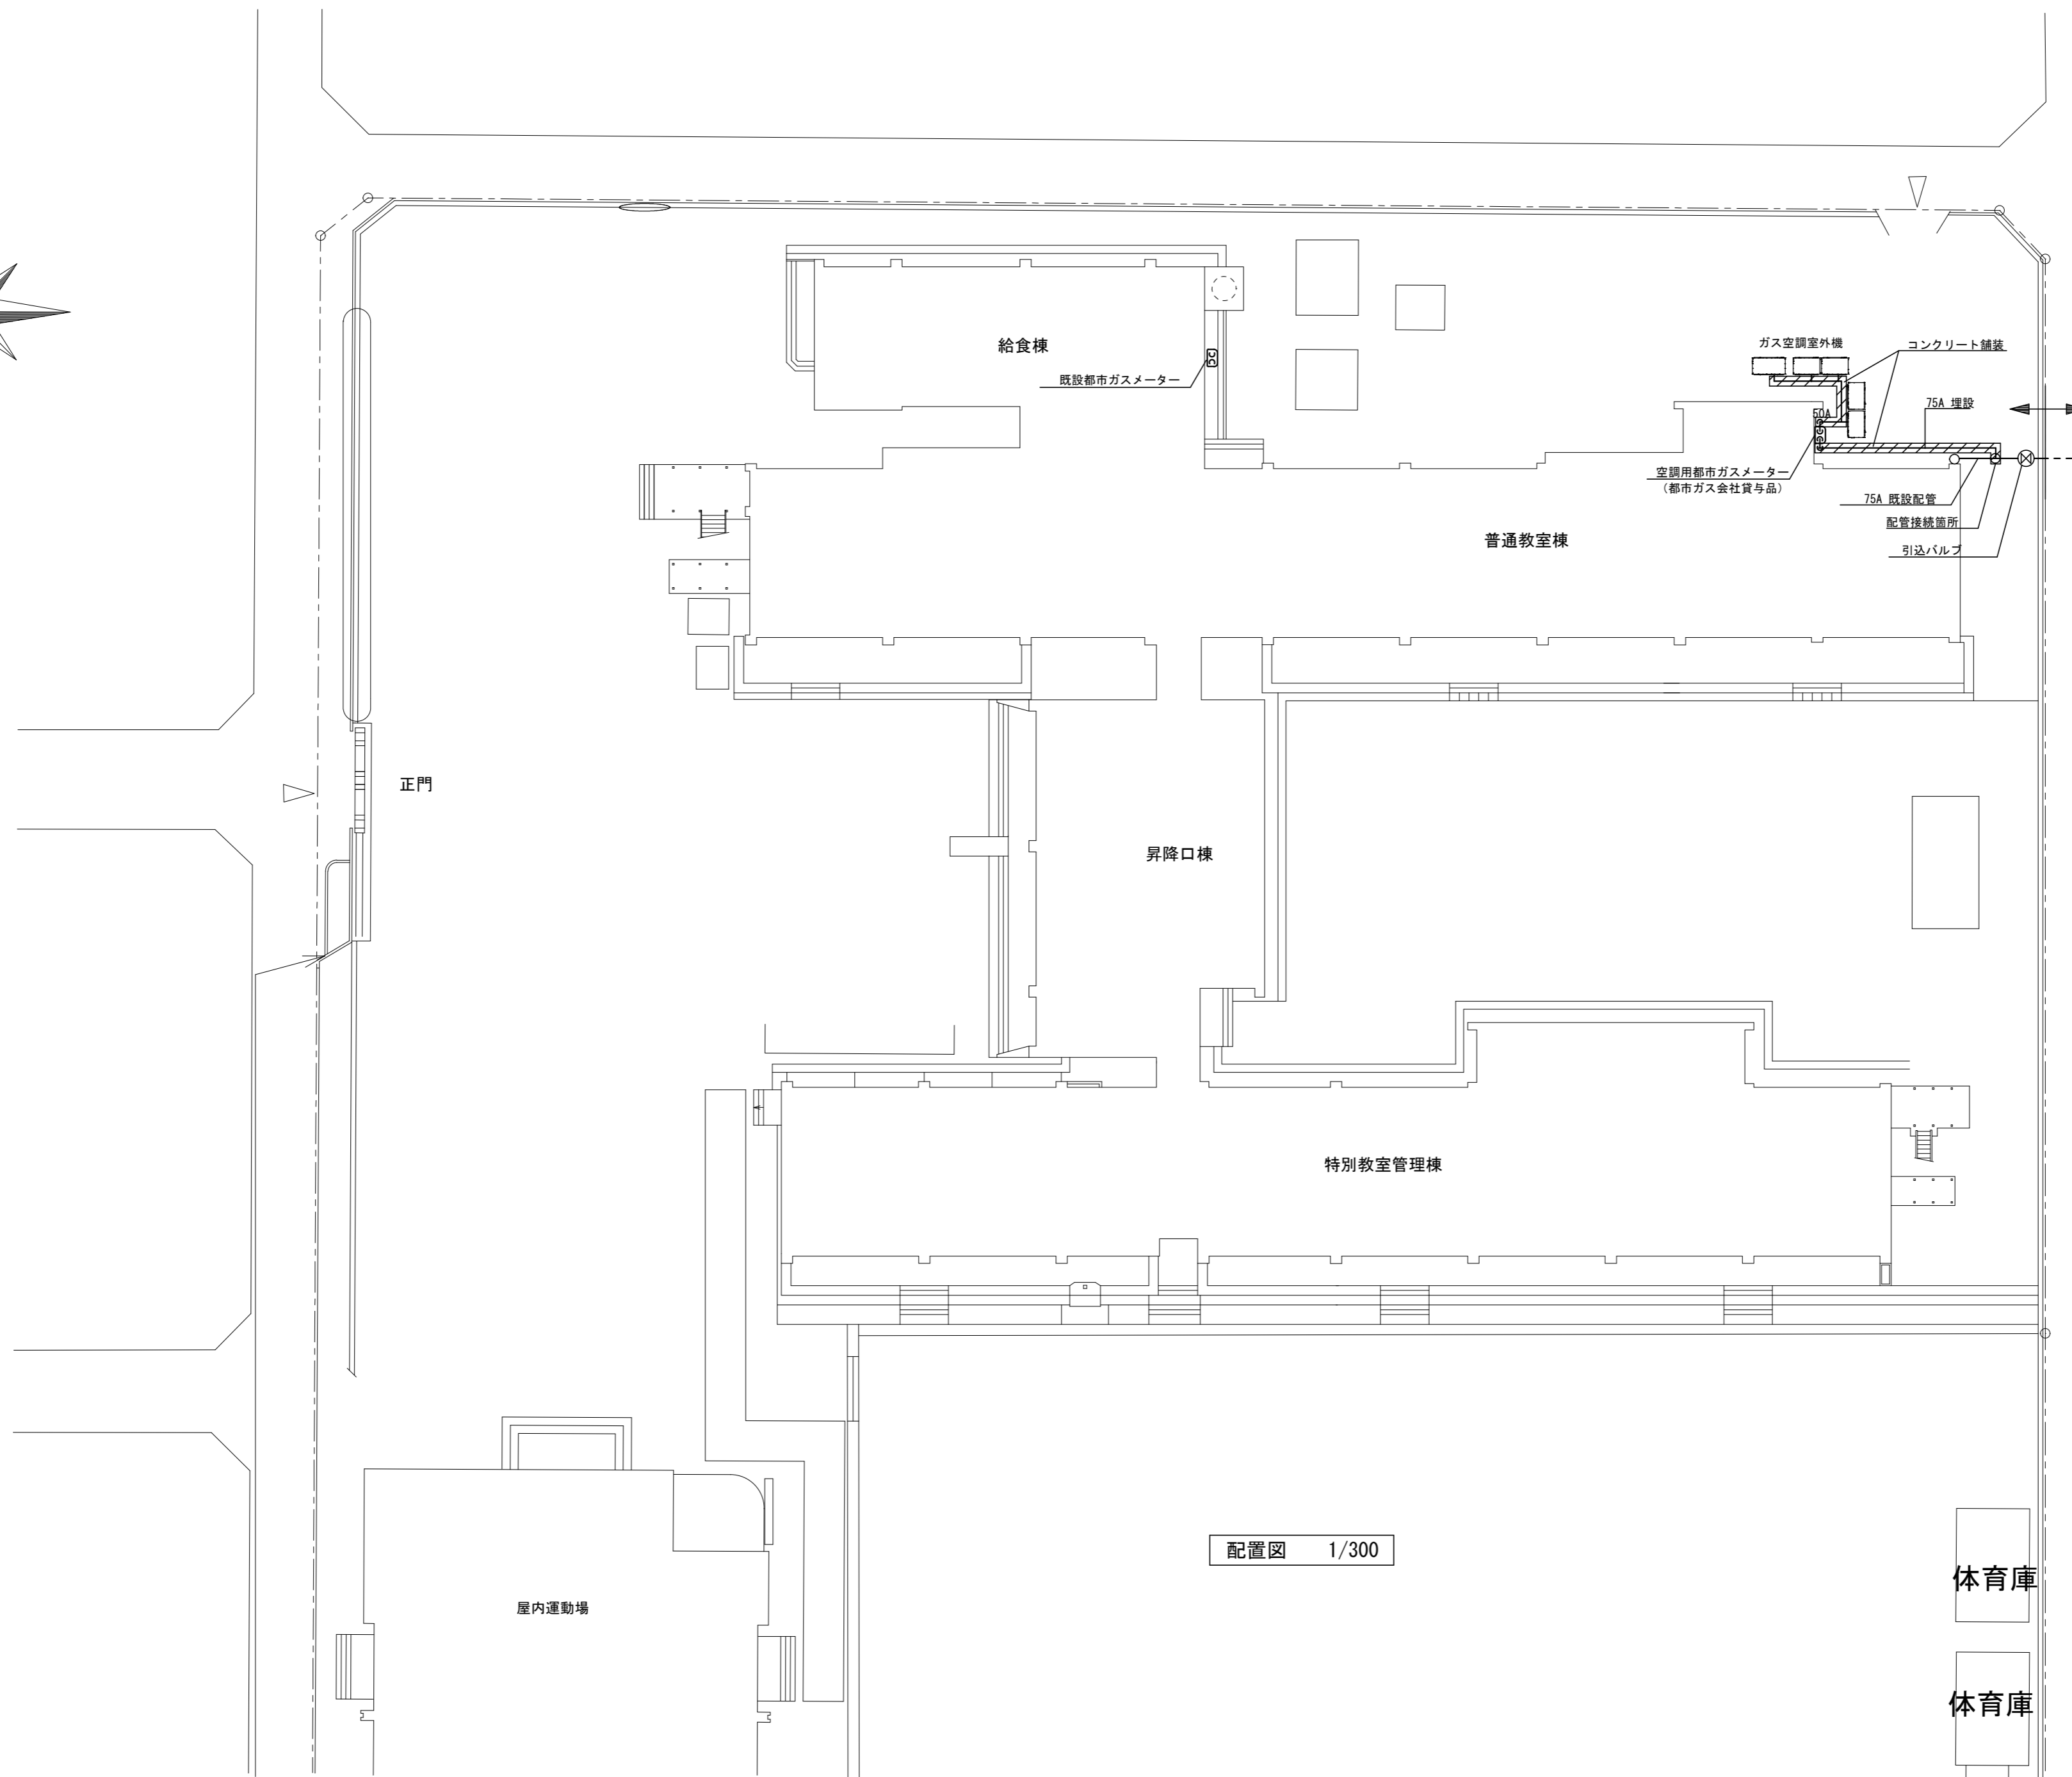 給食棟
既設都市ガスメーター
ガス空調室外機
コンクリート舗装
50A
75A 埋設
空調用都市ガスメーター
(都市ガス会社貸与品)
75A 既設配管
配管接続箇所
引込バルブ
普通教室棟
正門
昇降口棟
特別教室管理棟
配置図 1/300
体育庫
屋内運動場
体育庫